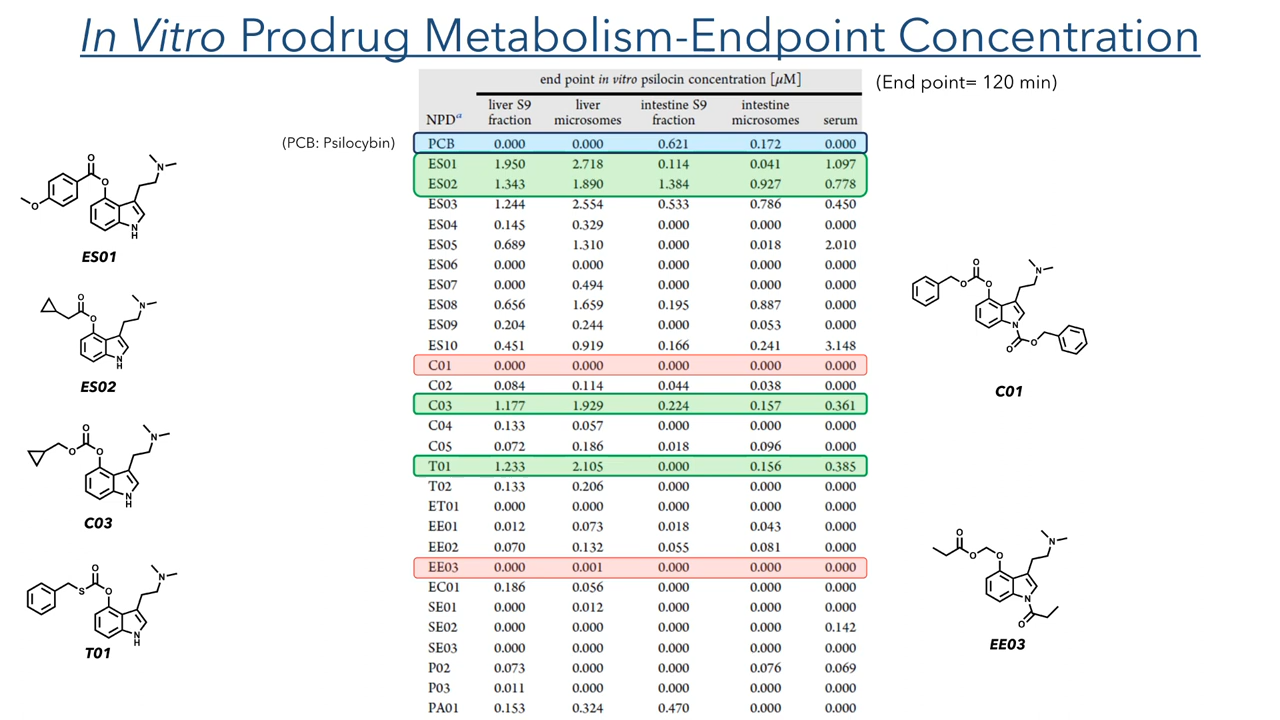 In Vitro Prodrug Metabolism-Endpoint Concentration
end point in vitro psilocin concentration [μM]
(End point= 120 min)
NPDa liver S9 fraction liver microsomes intestine S9 fraction intestine microsomes serum
(PCB: Psilocybin)
PCB 0.000 0.000 0.621 0.172 0.000
ES01 1.950 2.718 0.114 0.041 1.097
ES02 1.343 1.890 1.384 0.927 0.778
ES03 1.244 2.554 0.533 0.786 0.450
ES04 0.145 0.329 0.000 0.000 0.000
ES05 0.689 1.310 0.000 0.018 2.010
ES06 0.000 0.000 0.000 0.000 0.000
ES07 0.000 0.494 0.000 0.000 0.000
ES08 0.656 1.659 0.195 0.887 0.000
ES09 0.204 0.244 0.000 0.053 0.000
ES10 0.451 0.919 0.166 0.241 3.148
C01 0.000 0.000 0.000 0.000 0.000
C02 0.084 0.114 0.044 0.038 0.000
C03 1.177 1.929 0.224 0.157 0.361
C04 0.133 0.057 0.000 0.000 0.000
C05 0.072 0.186 0.018 0.096 0.000
T01 1.233 2.105 0.000 0.156 0.385
T02 0.133 0.206 0.000 0.000 0.000
ET01 0.000 0.000 0.000 0.000 0.000
EE01 0.012 0.073 0.018 0.043 0.000
EE02 0.070 0.132 0.055 0.081 0.000
EE03 0.000 0.001 0.000 0.000 0.000
EC01 0.186 0.056 0.000 0.000 0.000
SE01 0.000 0.012 0.000 0.000 0.000
SE02 0.000 0.000 0.000 0.000 0.142
SE03 0.000 0.000 0.000 0.000 0.000
P02 0.073 0.000 0.000 0.076 0.069
P03 0.011 0.000 0.000 0.000 0.000
PA01 0.153 0.324 0.470 0.000 0.000
O O O N N H
ES01
O O N N H
ES02
O O O N N H
C03
O S O N N H
T01
O O O N N O O
C01
O O O N N O
EE03